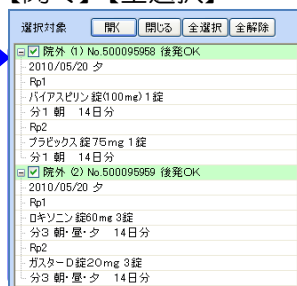 選択対象 開く 閉じる 全選択 全解除
院外 (1) No.500095958 後発OK
2010/05/20 夕
Rp1
バイアスピリン錠(100mg) 1錠
分1 朝 14日分
Rp2
プラビックス錠75mg 1錠
分1 朝 14日分
院外 (2) No.500095959 後発OK
2010/05/20 夕
Rp1
ロキソニン錠60mg 3錠
分3 朝・昼・夕 14日分
Rp2
ガスターD錠20mg 3錠
分3 朝・昼・夕 14日分